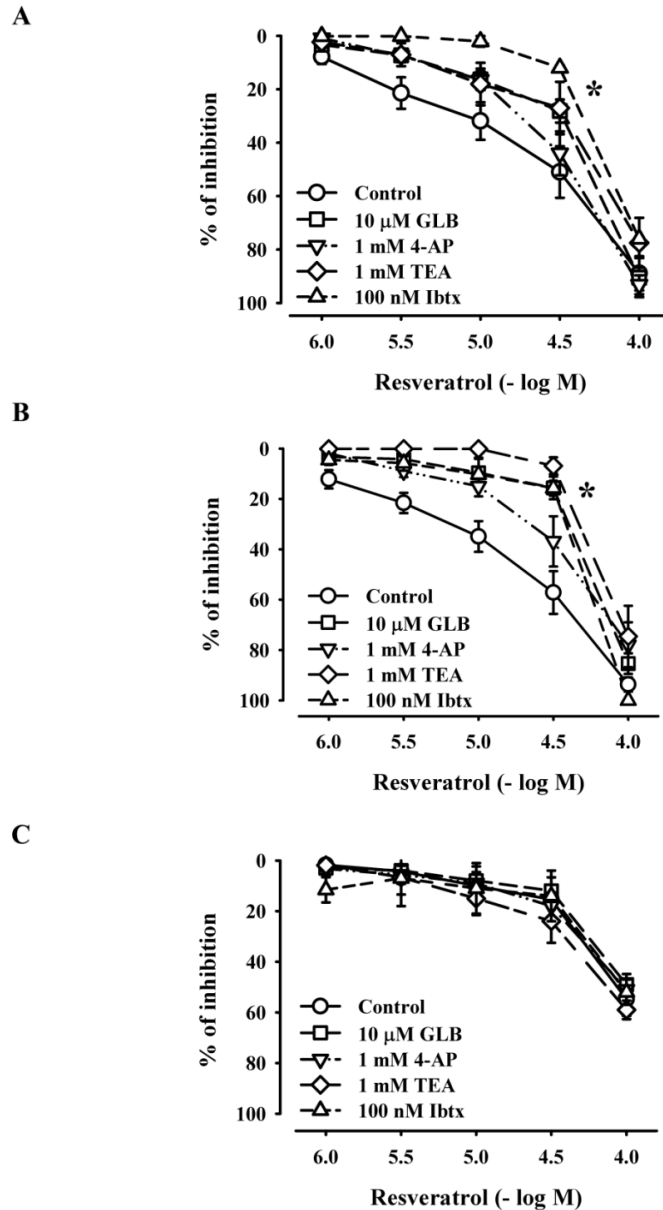 A
0
20
40
60
80
100
% of inhibition
*
Control
10 μM GLB
1 mM 4-AP
1 mM TEA
100 nM Ibtx
6.0 5.5 5.0 4.5 4.0
Resveratrol (- log M)
B
0
20
40
60
80
100
% of inhibition
*
Control
10 μM GLB
1 mM 4-AP
1 mM TEA
100 nM Ibtx
6.0 5.5 5.0 4.5 4.0
Resveratrol (- log M)
C
0
20
40
60
80
100
% of inhibition
Control
10 μM GLB
1 mM 4-AP
1 mM TEA
100 nM Ibtx
6.0 5.5 5.0 4.5 4.0
Resveratrol (- log M)